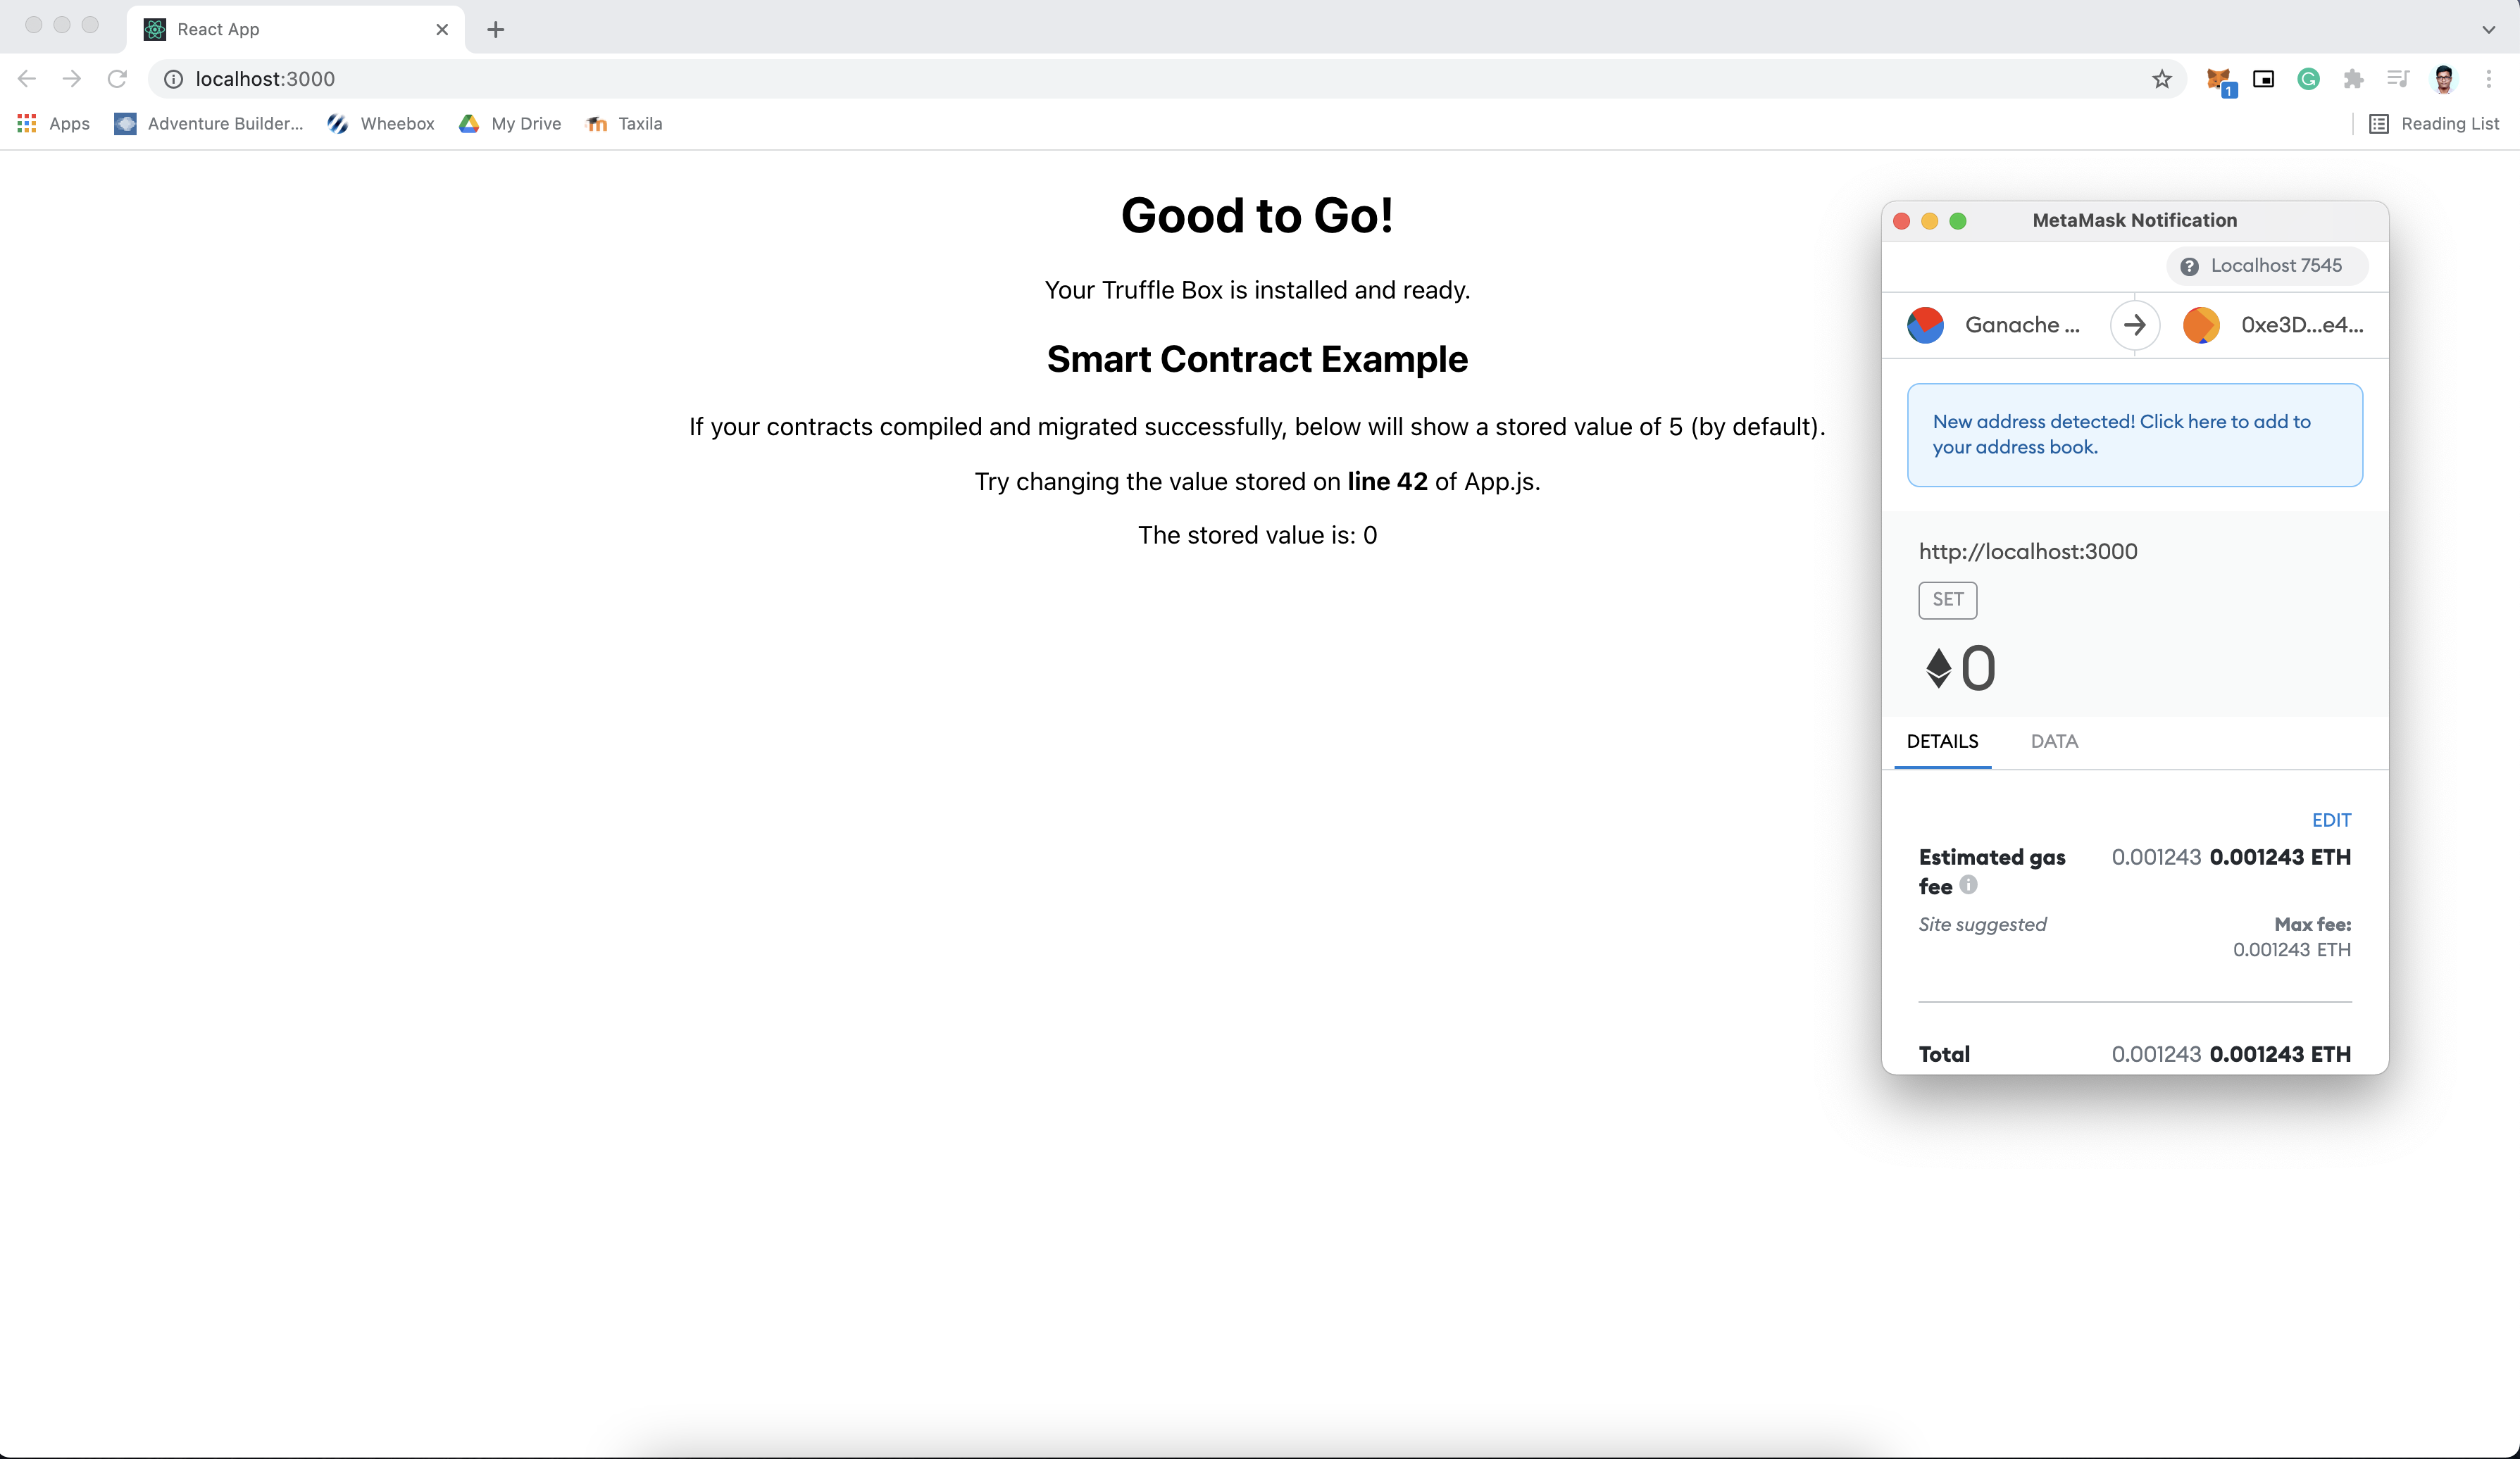 React App
localhost:3000
1
Apps
Adventure Builder...
Wheebox
My Drive
Taxila
Reading List
Good to Go!
Your Truffle Box is installed and ready.
Smart Contract Example
If your contracts compiled and migrated successfully, below will show a stored value of 5 (by default).
Try changing the value stored on line 42 of App.js.
The stored value is: 0
MetaMask Notification
? Localhost 7545
Ganache ...
0xe3D...e4...
New address detected! Click here to add to
your address book.
http://localhost:3000
SET
0
DETAILS DATA
EDIT
Estimated gas 0.001243 0.001243 ETH
fee
Site suggested Max fee:
0.001243 ETH
Total 0.001243 0.001243 ETH